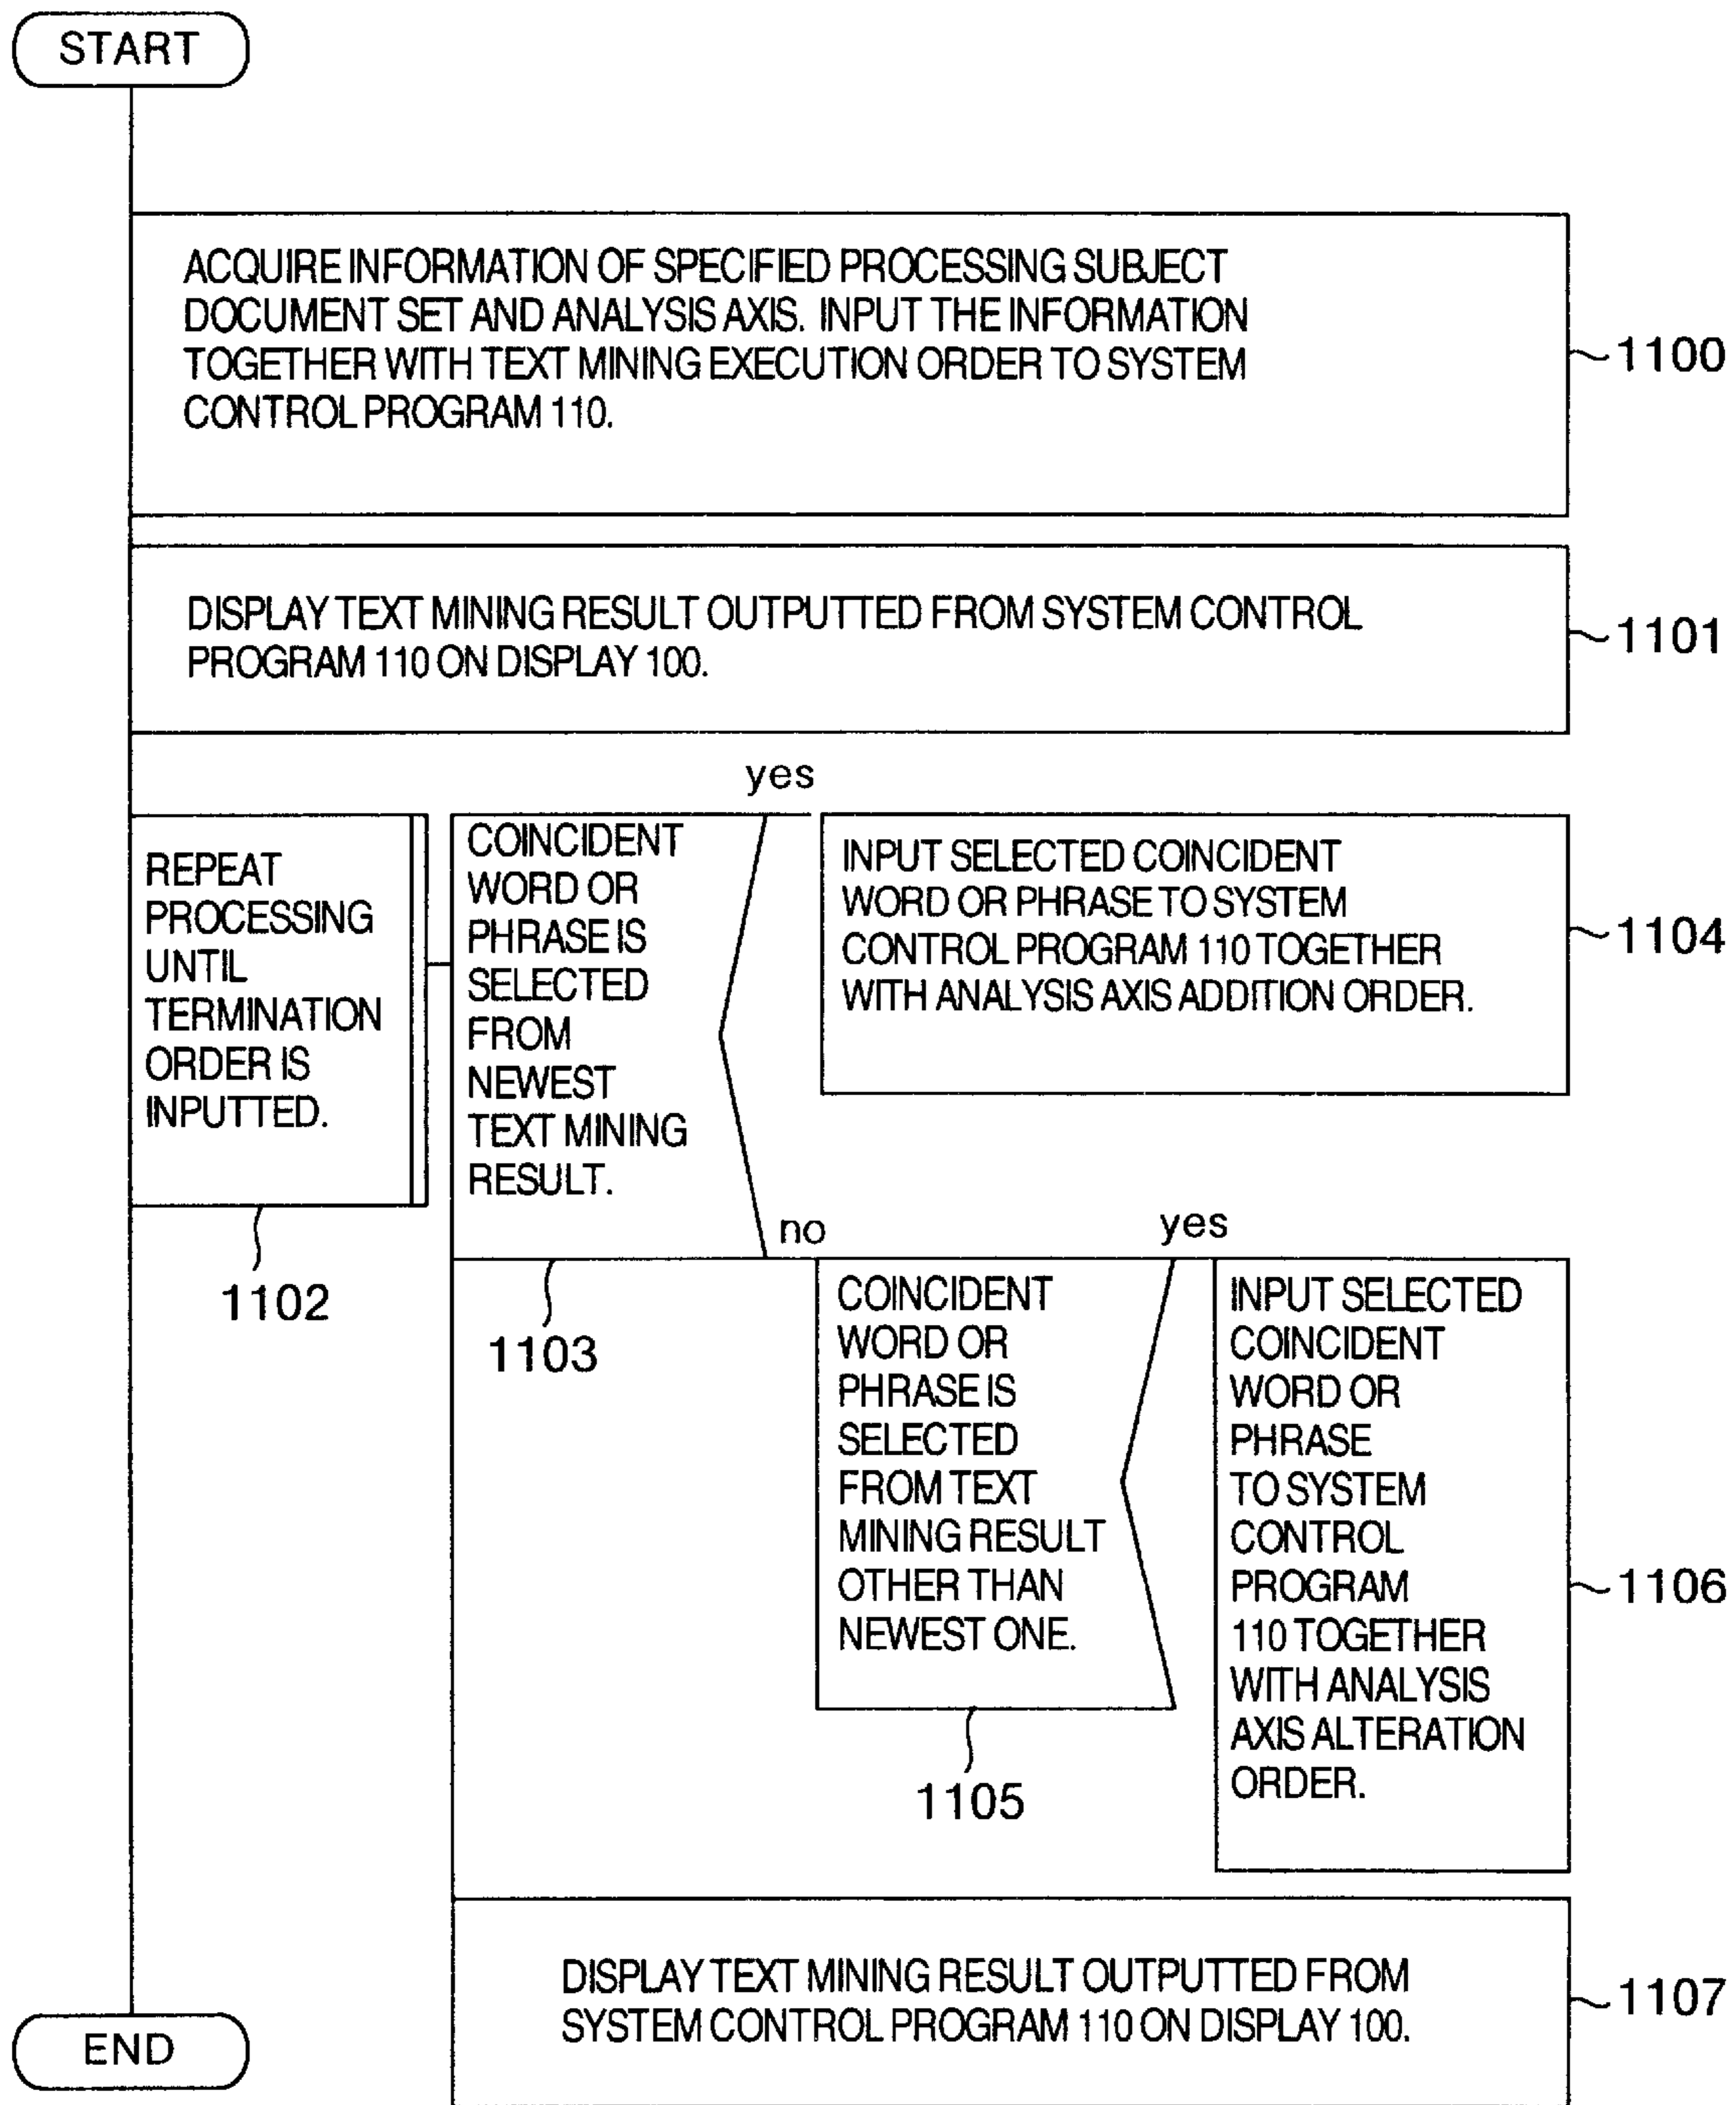 START
ACQUIRE INFORMATION OF SPECIFIED PROCESSING SUBJECT
DOCUMENT SET AND ANALYSIS AXIS. INPUT THE INFORMATION
TOGETHER WITH TEXT MINING EXECUTION ORDER TO SYSTEM
CONTROL PROGRAM 110.
1100
DISPLAY TEXT MINING RESULT OUTPUTTED FROM SYSTEM CONTROL
PROGRAM 110 ON DISPLAY 100.
1101
REPEAT
PROCESSING
UNTIL
TERMINATION
ORDER IS
INPUTTED.
1102
COINCIDENT
WORD OR
PHRASE IS
SELECTED
FROM
NEWEST
TEXT MINING
RESULT.
1103
yes
INPUT SELECTED COINCIDENT
WORD OR PHRASE TO SYSTEM
CONTROL PROGRAM 110 TOGETHER
WITH ANALYSIS AXIS ADDITION ORDER.
1104
no
COINCIDENT
WORD OR
PHRASE IS
SELECTED
FROM TEXT
MINING RESULT
OTHER THAN
NEWEST ONE.
1105
yes
INPUT SELECTED
COINCIDENT
WORD OR
PHRASE
TO SYSTEM
CONTROL
PROGRAM
110 TOGETHER
WITH ANALYSIS
AXIS ALTERATION
ORDER.
1106
DISPLAY TEXT MINING RESULT OUTPUTTED FROM
SYSTEM CONTROL PROGRAM 110 ON DISPLAY 100.
1107
END